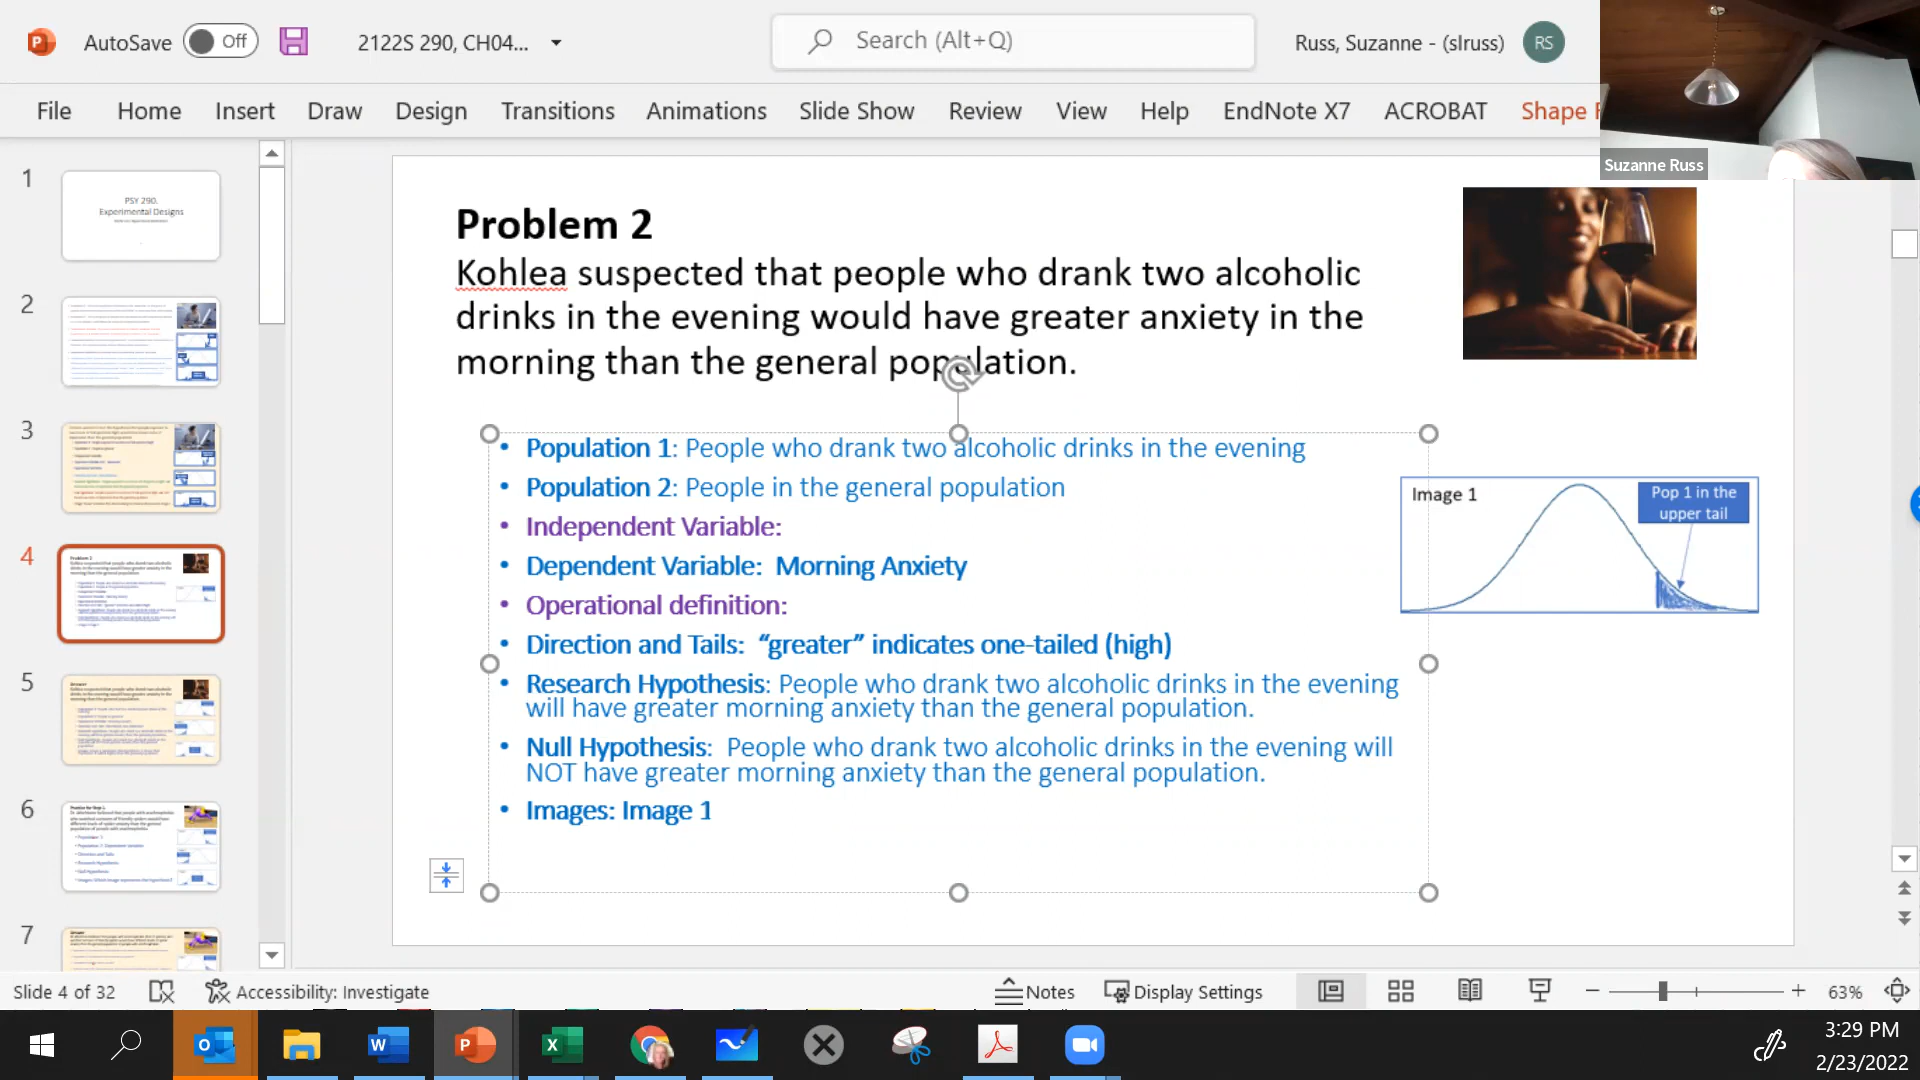 AutoSave Off 2122S 290, CH04... Search (Alt+Q) Russ, Suzanne - (slruss) RS
File Home Insert Draw Design Transitions Animations Slide Show Review View Help EndNote X7 ACROBAT Shape F
Suzanne Russ
1
PSY 290.
Experimental Designs
2
3
4
5
6
7
Problem 2
Kohlea suspected that people who drank two alcoholic
drinks in the evening would have greater anxiety in the
morning than the general population.
• Population 1: People who drank two alcoholic drinks in the evening
• Population 2: People in the general population
• Independent Variable:
• Dependent Variable: Morning Anxiety
• Operational definition:
• Direction and Tails: “greater” indicates one-tailed (high)
• Research Hypothesis: People who drank two alcoholic drinks in the evening
will have greater morning anxiety than the general population.
• Null Hypothesis: People who drank two alcoholic drinks in the evening will
NOT have greater morning anxiety than the general population.
• Images: Image 1
Image 1
Pop 1 in the
upper tail
Slide 4 of 32 Accessibility: Investigate Notes Display Settings 63%
3:29 PM
2/23/2022